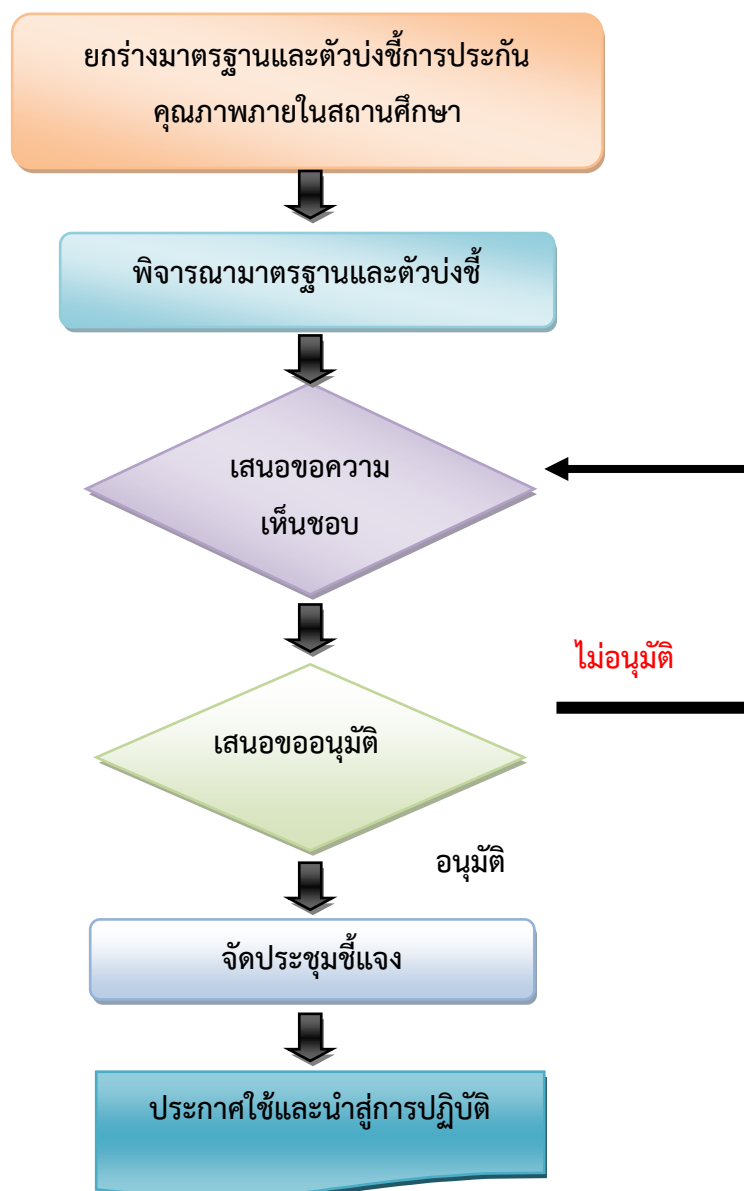 ยกร่างมาตรฐานและตัวบ่งชี้การประกัน
คุณภาพภายในสถานศึกษา
พิจารณามาตรฐานและตัวบ่งชี้
เสนอขอความ
เห็นชอบ
ไม่อนุมัติ
เสนอขออนุมัติ
อนุมัติ
จัดประชุมชี้แจง
ประกาศใช้และนำสู่การปฏิบัติ